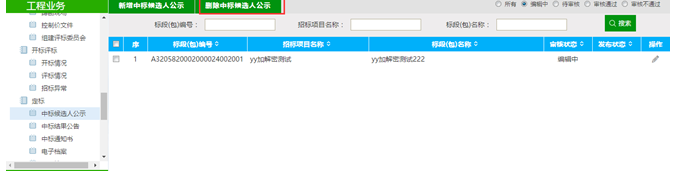 工程业务
控制价文件
组建评标委员会
开标评标
开标情况
评标情况
招标异常
定标
中标候选人公示
中标结果公告
中标通知书
电子档案
新增中标候选人公示 删除中标候选人公示 所有 编辑中 待审核 审核通过 审核不通过
标段(包)编号： 招标项目名称： 标段(包)名称： 搜索
序 标段(包)编号 招标项目名称 标段(包)名称 审核状态 发布状态 操作
1 A3205820002000024002001 yy加解密测试 yy加解密测试222 编辑中